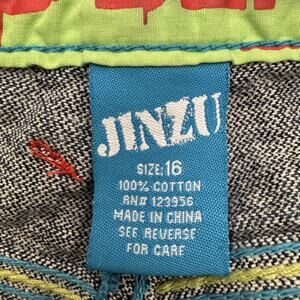 JINZU
SIZE: 16
100% COTTON
RN# 123956
MADE IN CHINA
SEE REVERSE
FOR CARE